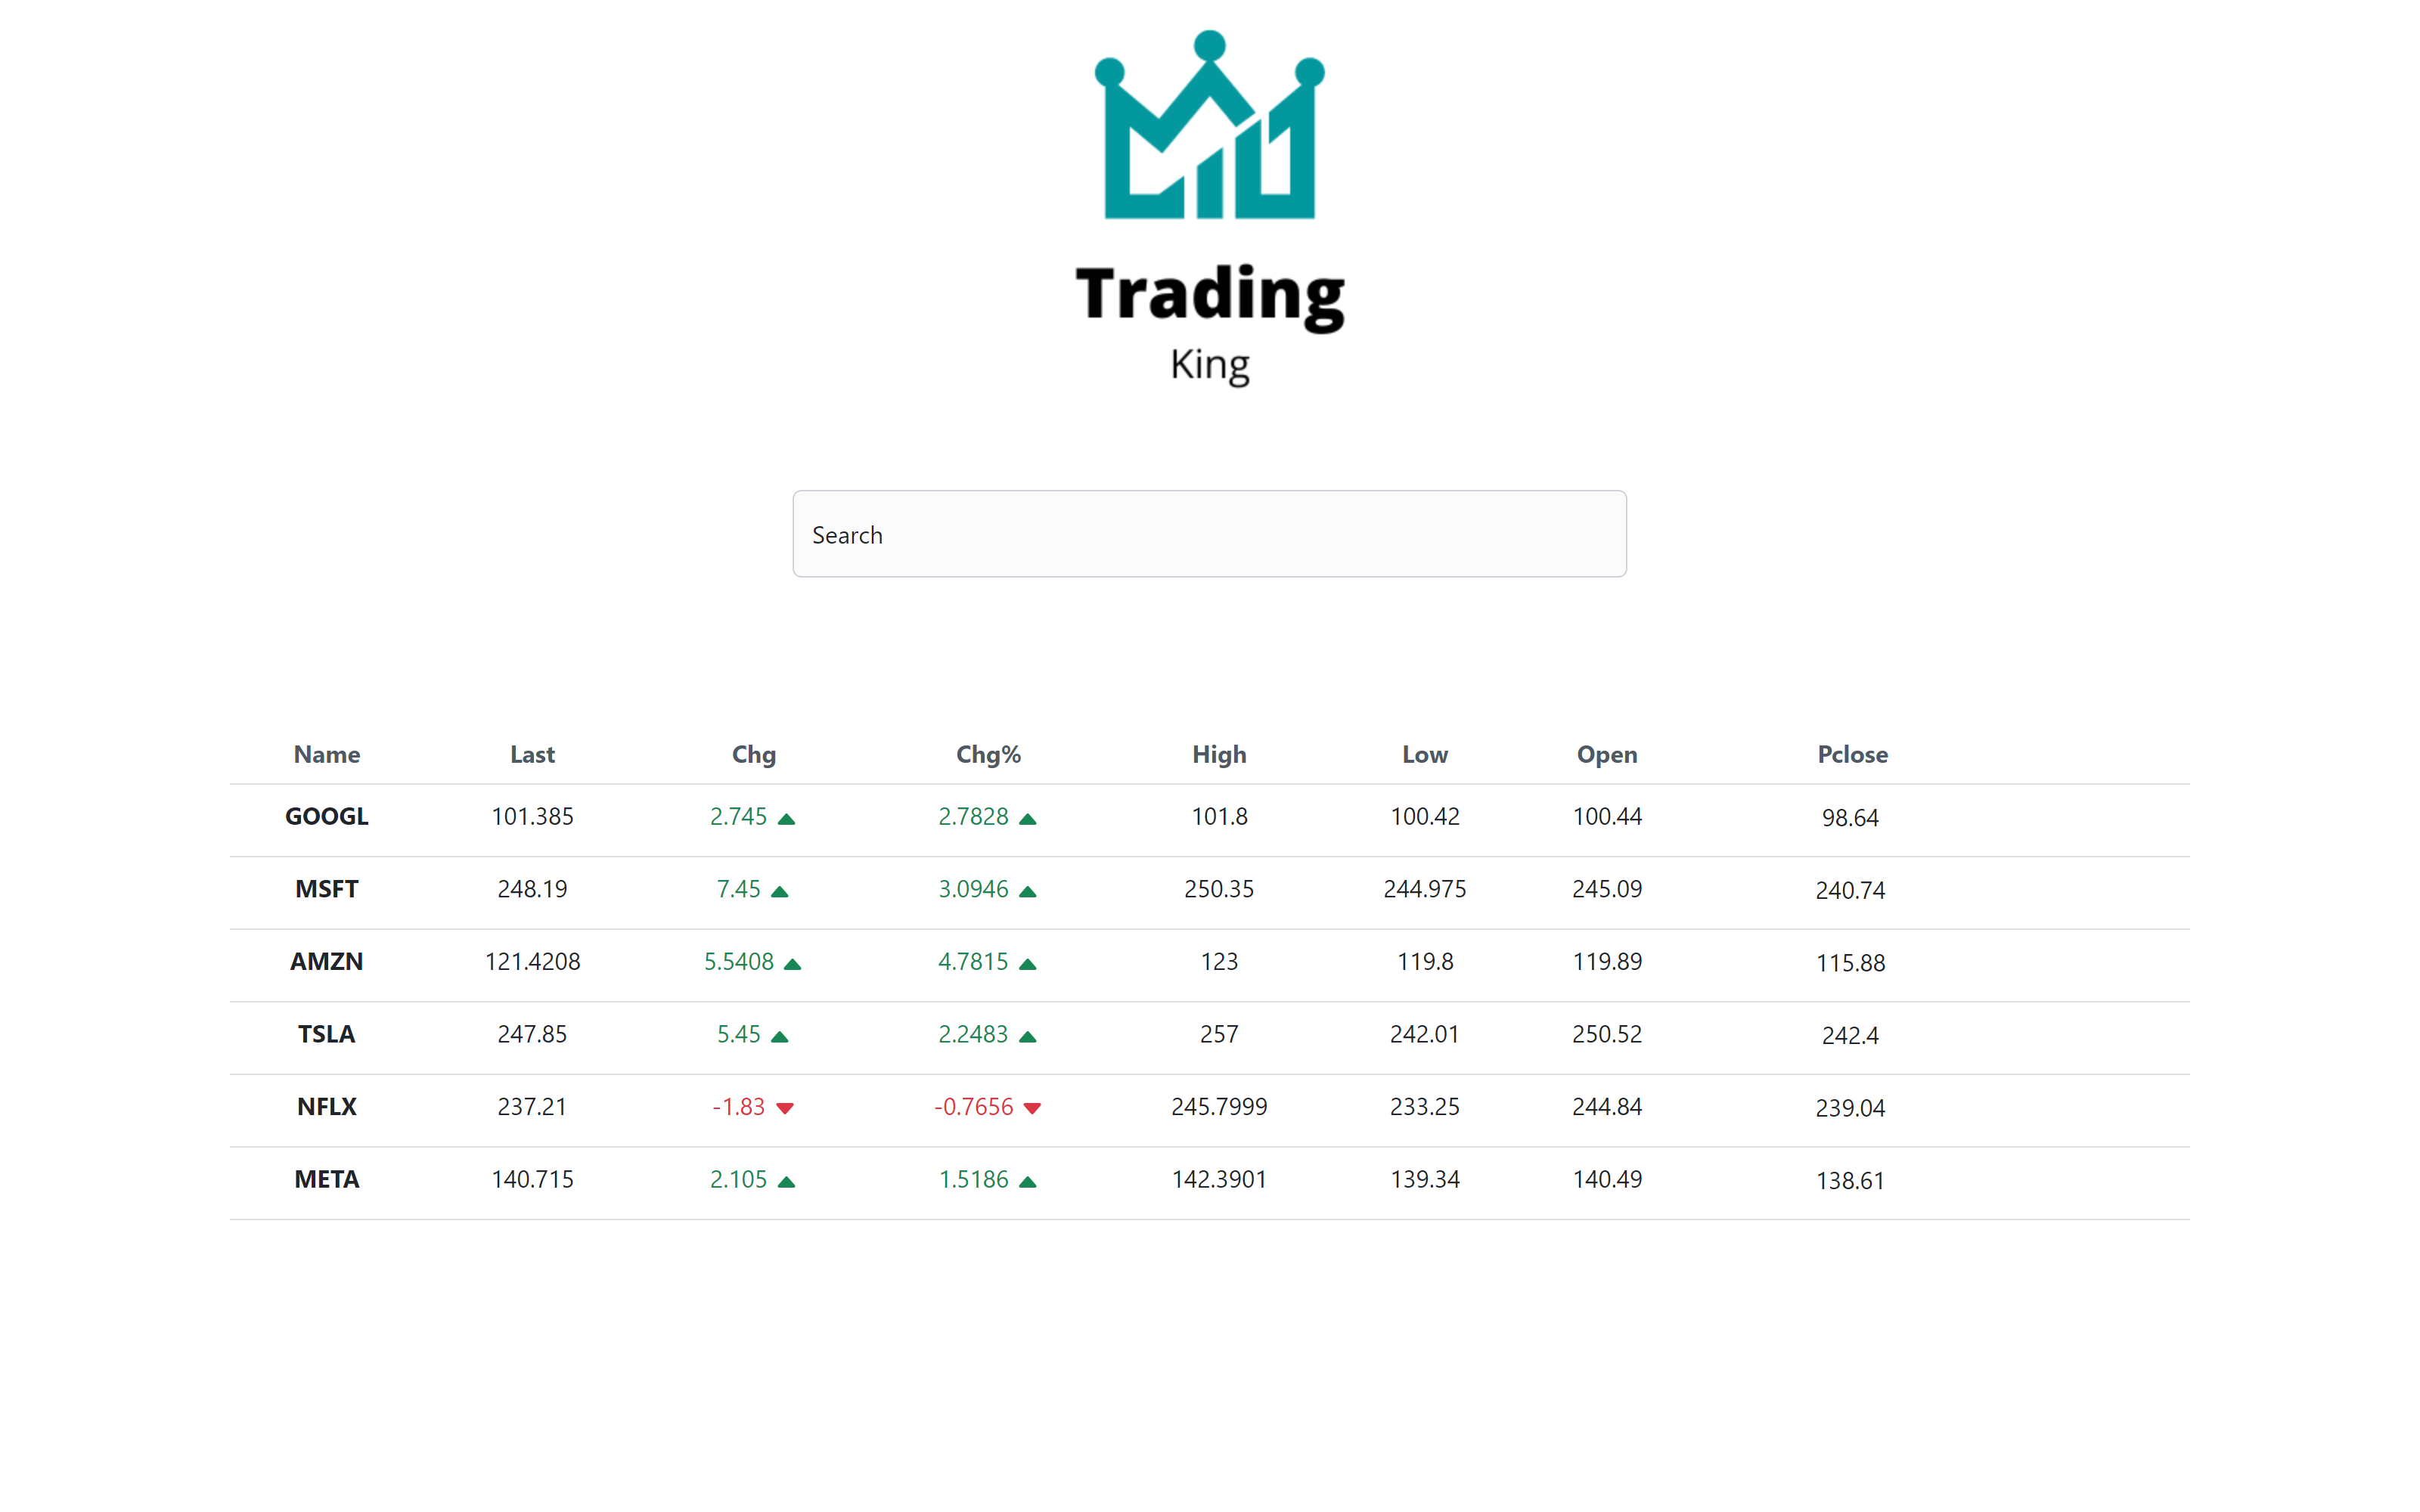 Trading
King
Search
Name Last Chg Chg% High Low Open Pclose
GOOGL 101.385 2.745 2.7828 101.8 100.42 100.44 98.64
MSFT 248.19 7.45 3.0946 250.35 244.975 245.09 240.74
AMZN 121.4208 5.5408 4.7815 123 119.8 119.89 115.88
TSLA 247.85 5.45 2.2483 257 242.01 250.52 242.4
NFLX 237.21 -1.83 -0.7656 245.7999 233.25 244.84 239.04
META 140.715 2.105 1.5186 142.3901 139.34 140.49 138.61